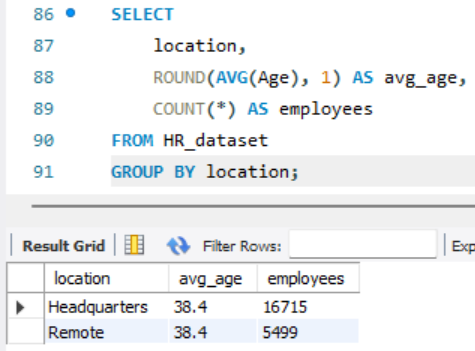 86 SELECT
87 location,
88 ROUND(AVG(Age), 1) AS avg_age,
89 COUNT(*) AS employees
90 FROM HR_dataset
91 GROUP BY location;
Result Grid Filter Rows: Exp
location avg_age employees
Headquarters 38.4 16715
Remote 38.4 5499